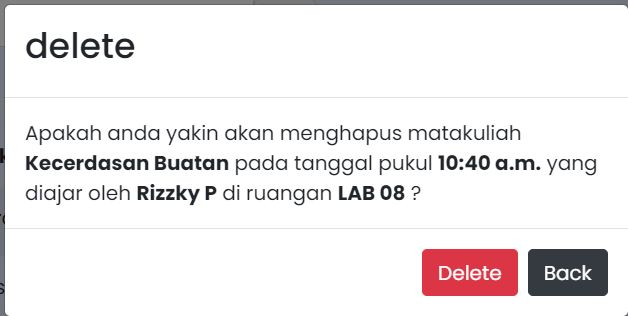 delete
Apakah anda yakin akan menghapus matakuliah
Kecerdasan Buatan pada tanggal pukul 10:40 a.m. yang
diajar oleh Rizzky P di ruangan LAB 08 ?
Delete Back